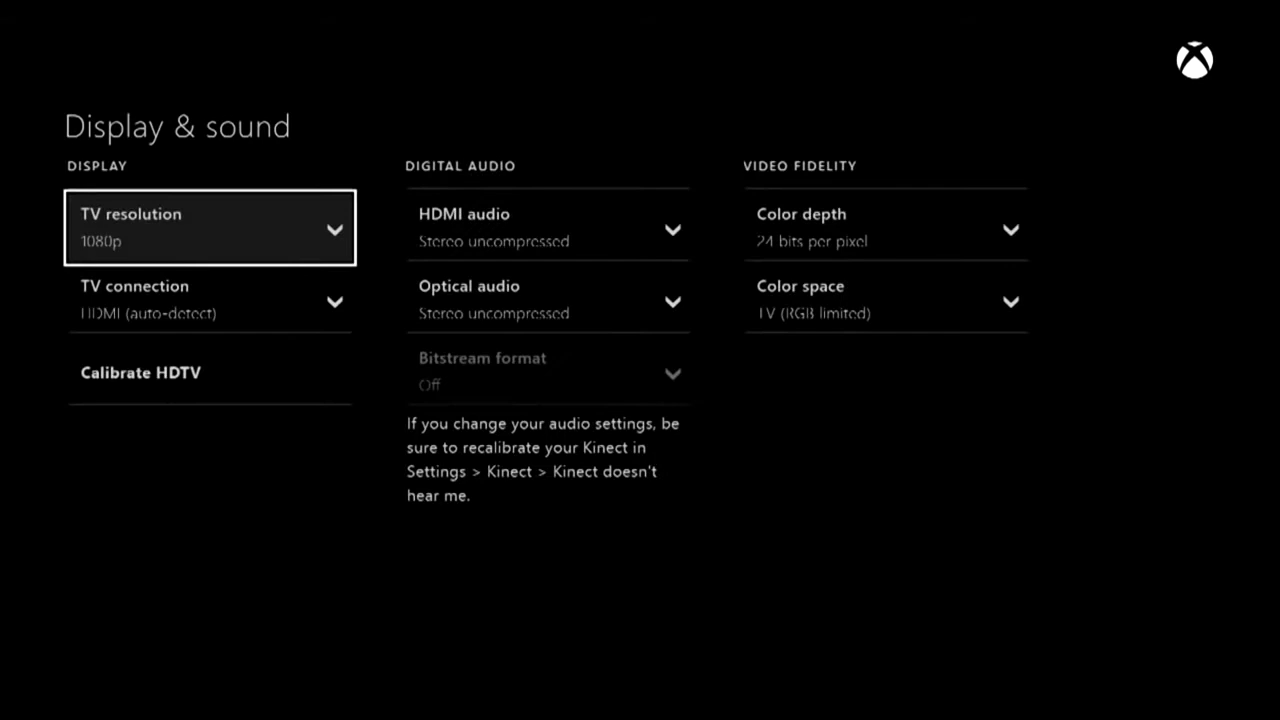 Display & sound
DISPLAY
TV resolution
1080p
TV connection
HDMI (auto-detect)
Calibrate HDTV
DIGITAL AUDIO
HDMI audio
Stereo uncompressed
Optical audio
Stereo uncompressed
Bitstream format
Off
If you change your audio settings, be
sure to recalibrate your Kinect in
Settings > Kinect > Kinect doesn't
hear me.
VIDEO FIDELITY
Color depth
24 bits per pixel
Color space
TV (RGB limited)